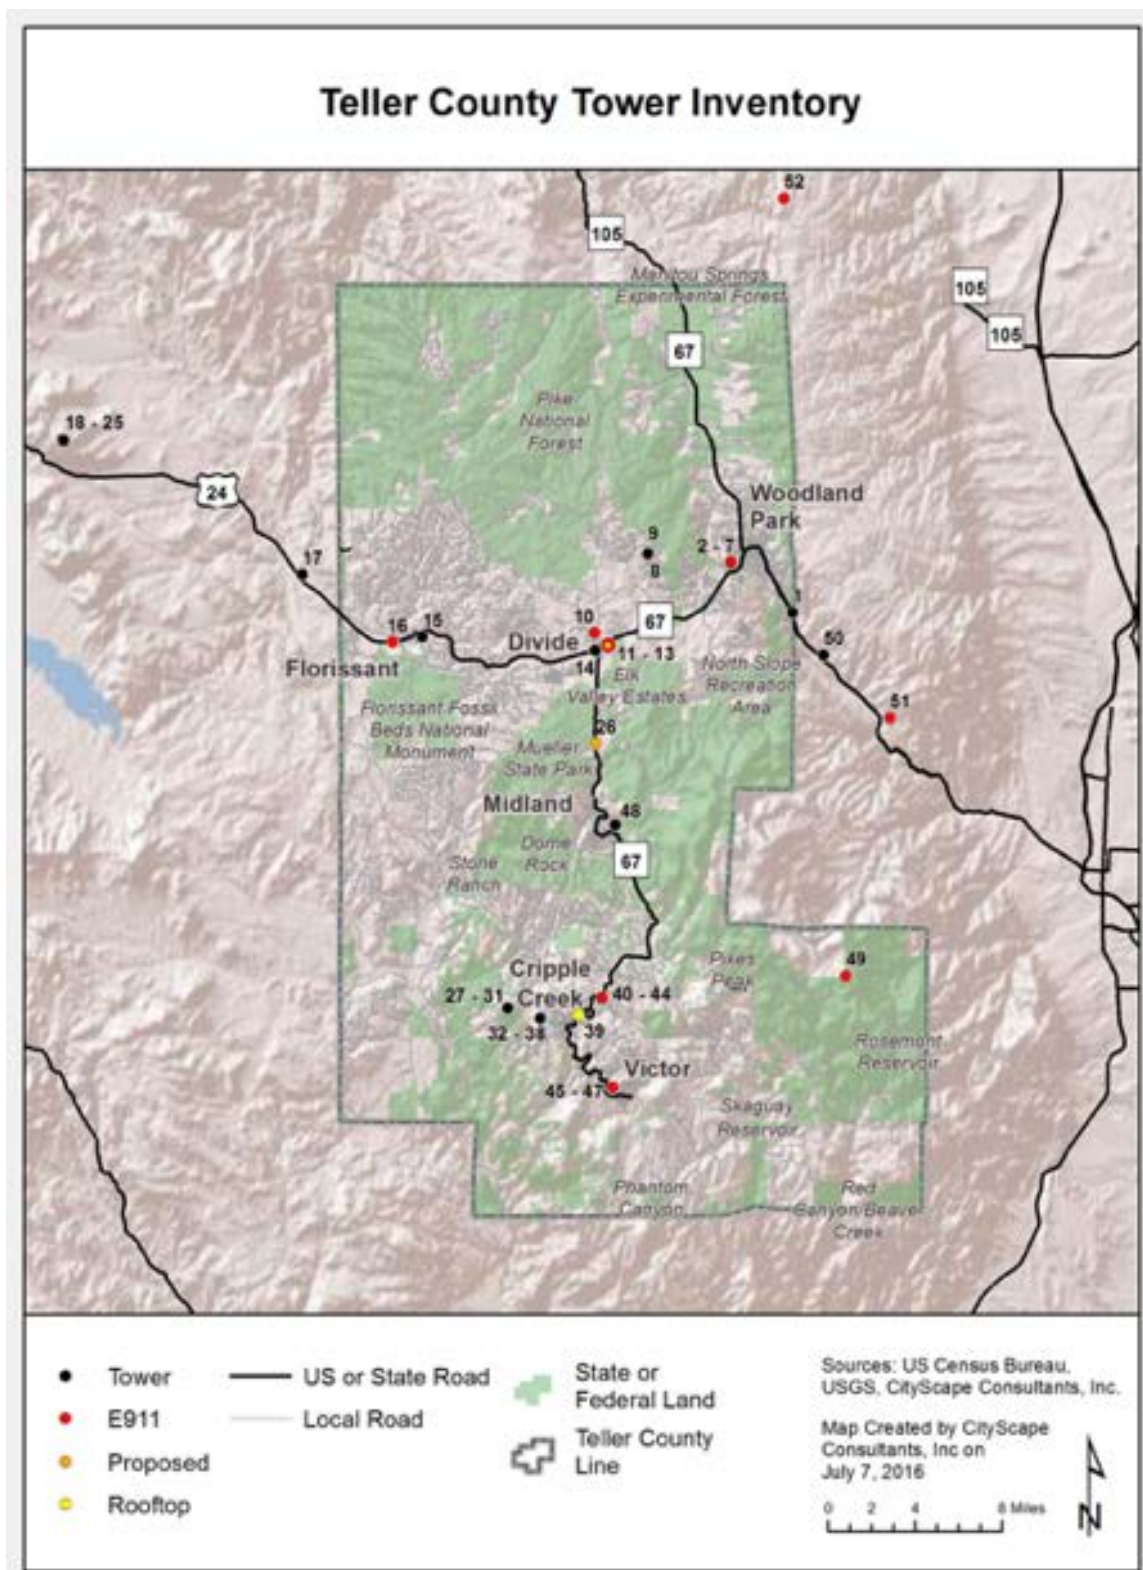 Teller County Tower Inventory
52
105
Manitou Springs
Experimental Forest
105
105
67
Pike
National
Forest
18 - 25
24
Woodland
Park
9
2 - 7
8
17
1
10
67
16
15
Divide
11 - 13
50
Florissant
14
Elk
Valley Estates
North Slope
Recreation
Area
51
Florissant Fossil
Beds National
Monument
26
Mueller
State Park
Midland
48
Dome
Rock
67
Stone
Ranch
Cripple
Creek
Pikes
Peak
49
27 - 31
40 - 44
32 - 38
39
Rosemont
Reservoir
Victor
45 - 47
Skaguay
Reservoir
Phantom
Canyon
Red
Canyon/Beaver
Creek
Tower
E911
Proposed
Rooftop
US or State Road
Local Road
State or
Federal Land
Teller County
Line
Sources: US Census Bureau,
USGS, CityScape Consultants, Inc.
Map Created by CityScape
Consultants, Inc on
July 7, 2016
0 2 4 8 Miles
N